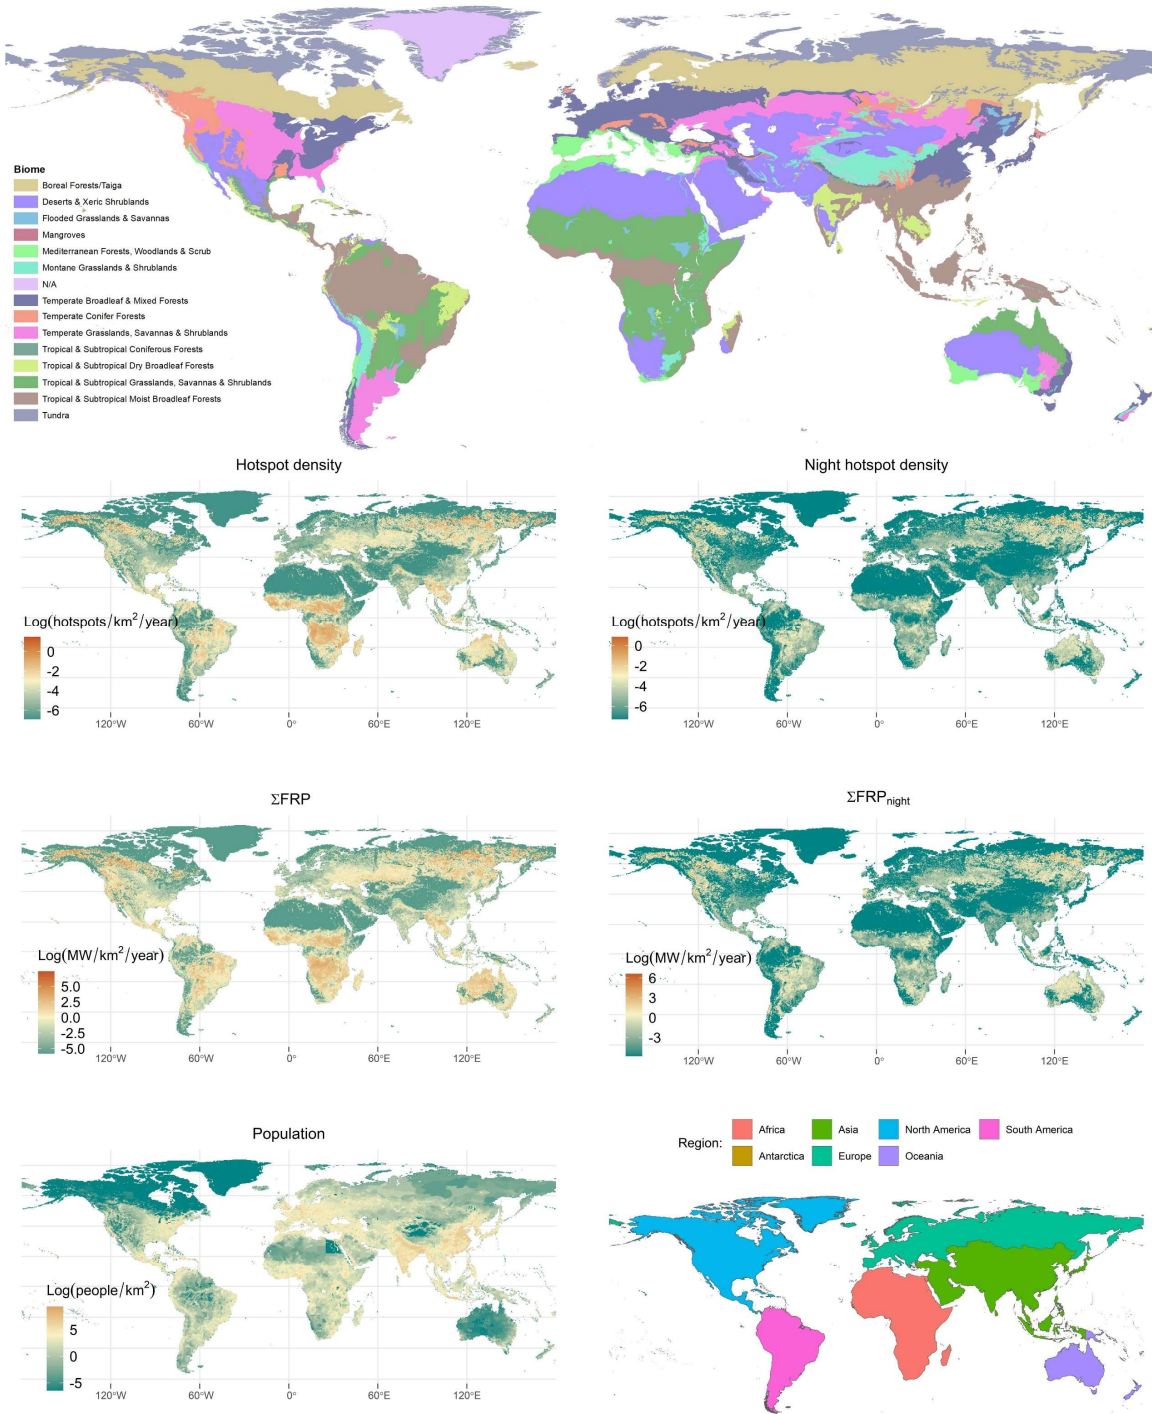 Biome
Boreal Forests/Taiga
Deserts & Xeric Shrublands
Flooded Grasslands & Savannas
Mangroves
Mediterranean Forests, Woodlands & Scrub
Montane Grasslands & Shrublands
N/A
Temperate Broadleaf & Mixed Forests
Temperate Conifer Forests
Temperate Grasslands, Savannas & Shrublands
Tropical & Subtropical Coniferous Forests
Tropical & Subtropical Dry Broadleaf Forests
Tropical & Subtropical Grasslands, Savannas & Shrublands
Tropical & Subtropical Moist Broadleaf Forests
Tundra
Hotspot density
Log(hotspots/km²/year)
0
-2
-4
-6
120°W 60°W 0° 60°E 120°E
Night hotspot density
Log(hotspots/km²/year)
0
-2
-4
-6
120°W 60°W 0° 60°E 120°E
ΣFRP
Log(MW/km²/year)
5.0
2.5
0.0
-2.5
-5.0
120°W 60°W 0° 60°E 120°E
ΣFRPnight
Log(MW/km²/year)
6
3
0
-3
120°W 60°W 0° 60°E 120°E
Population
Log(people/km²)
5
0
-5
120°W 60°W 0° 60°E 120°E
Region:
Africa Asia North America South America
Antarctica Europe Oceania